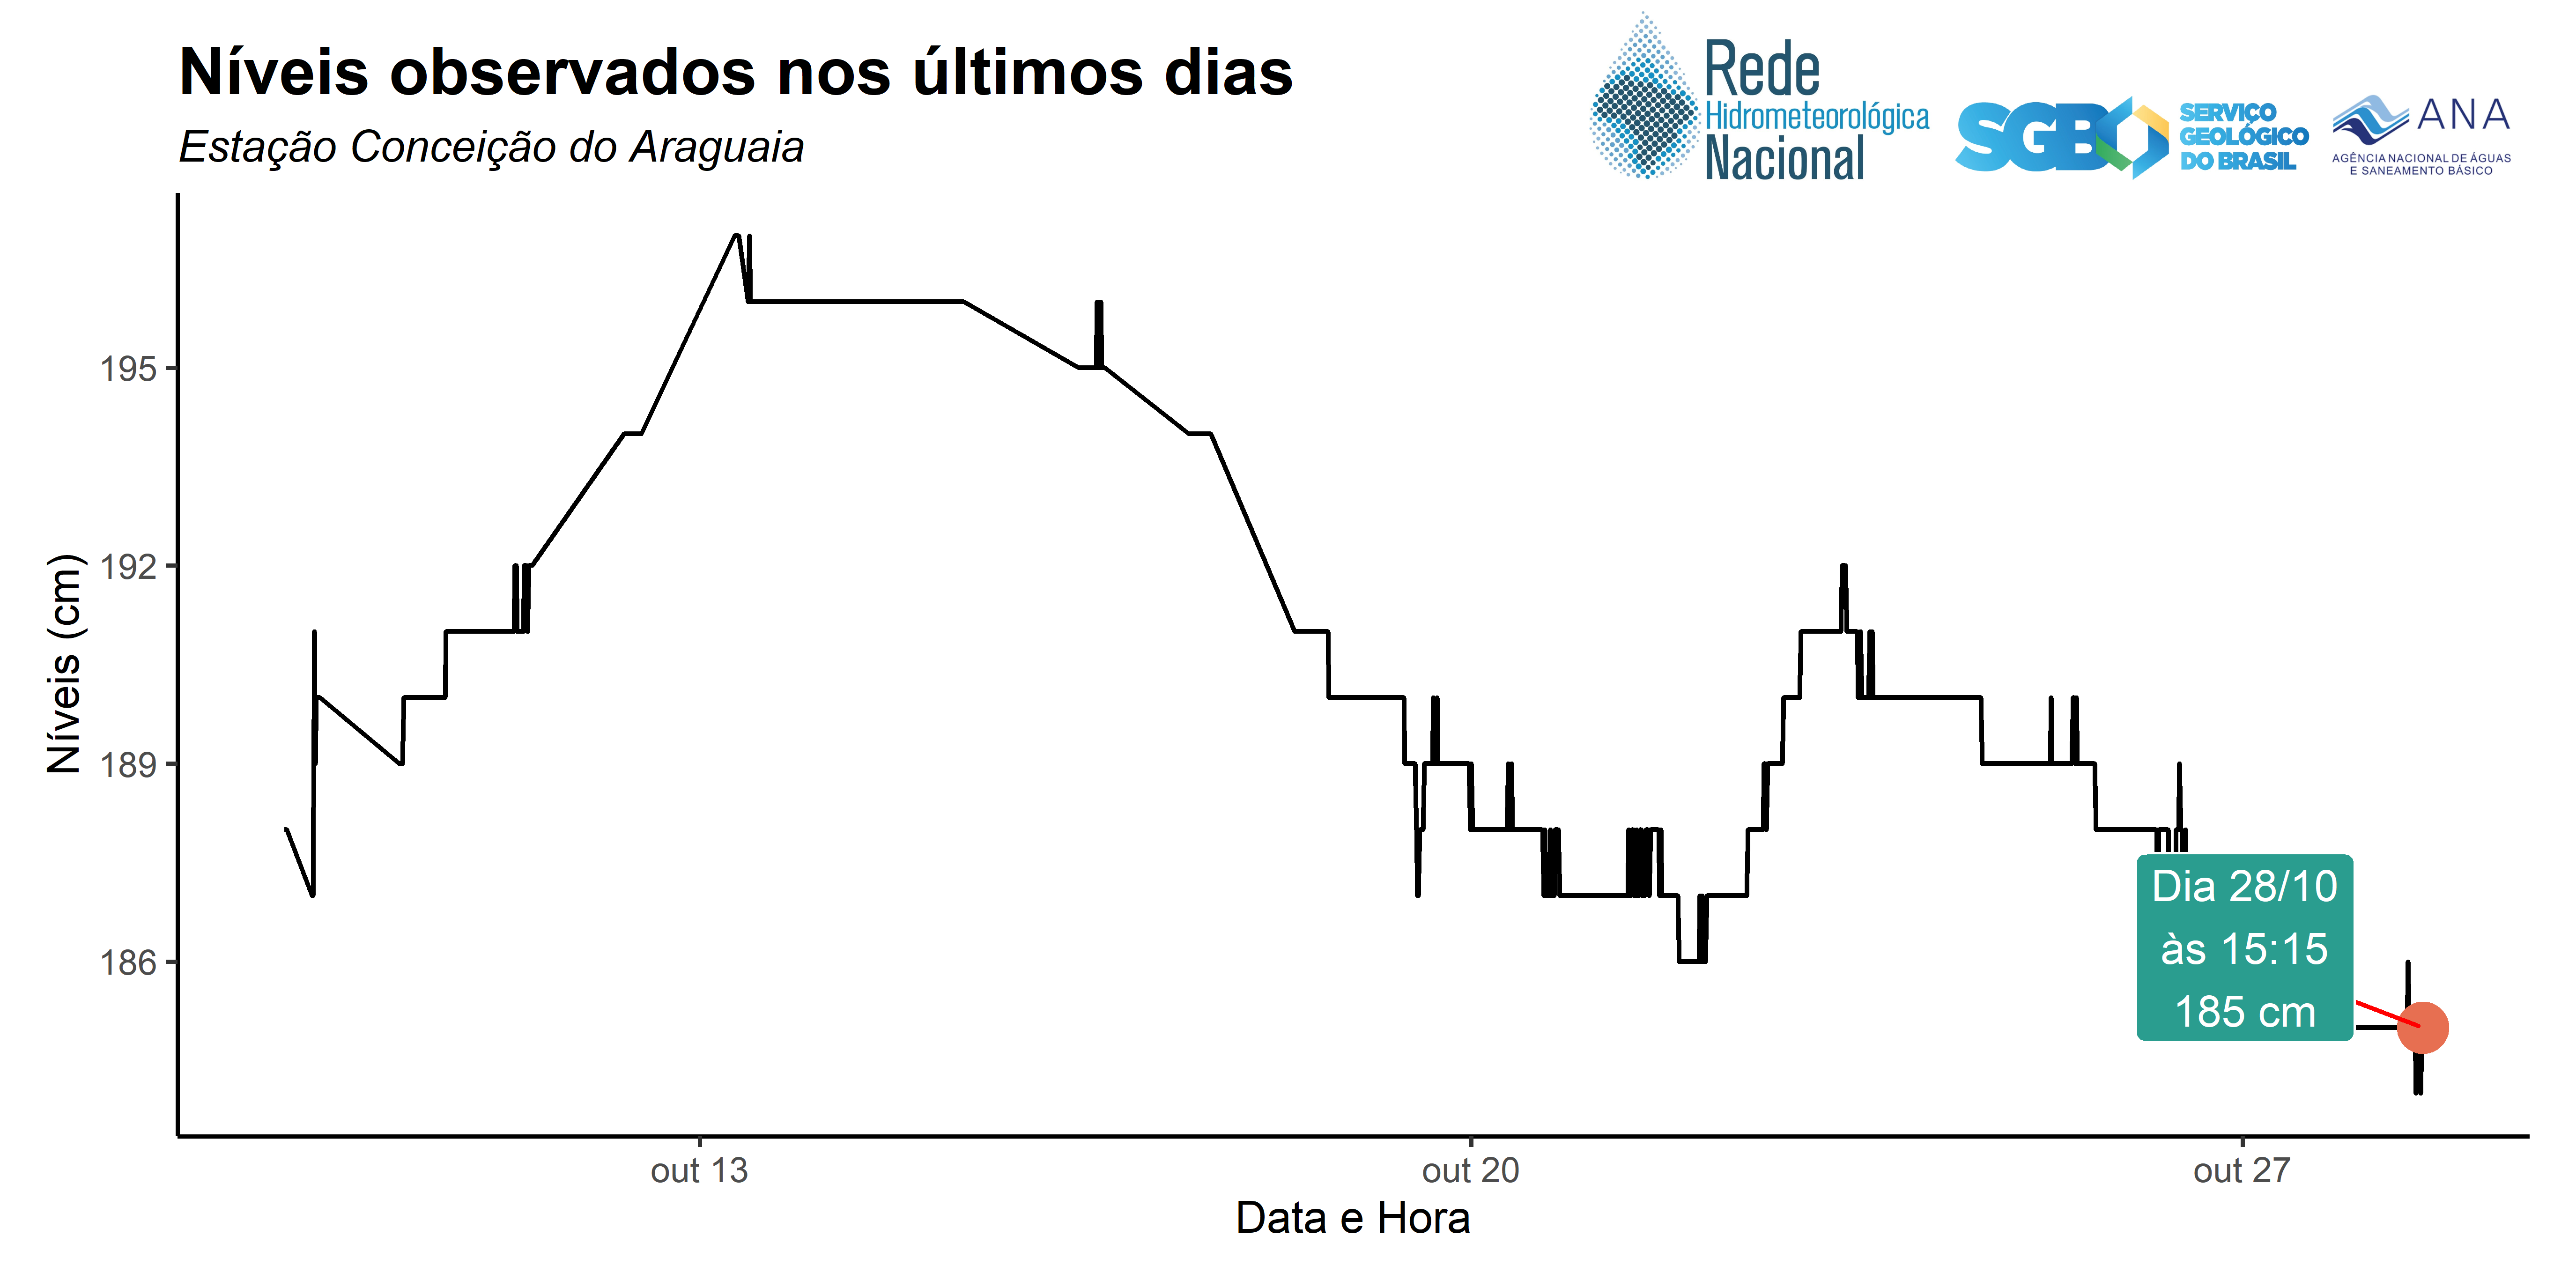 Níveis observados nos últimos dias
Estação Conceição do Araguaia
Rede
Hidrometeorológica
Nacional
SGB
SERVIÇO
GEOLÓGICO
DO BRASIL
ANA
AGÊNCIA NACIONAL DE ÁGUAS
E SANEAMENTO BÁSICO
Níveis (cm)
195
192
189
186
Dia 28/10
às 15:15
185 cm
out 13
out 20
out 27
Data e Hora